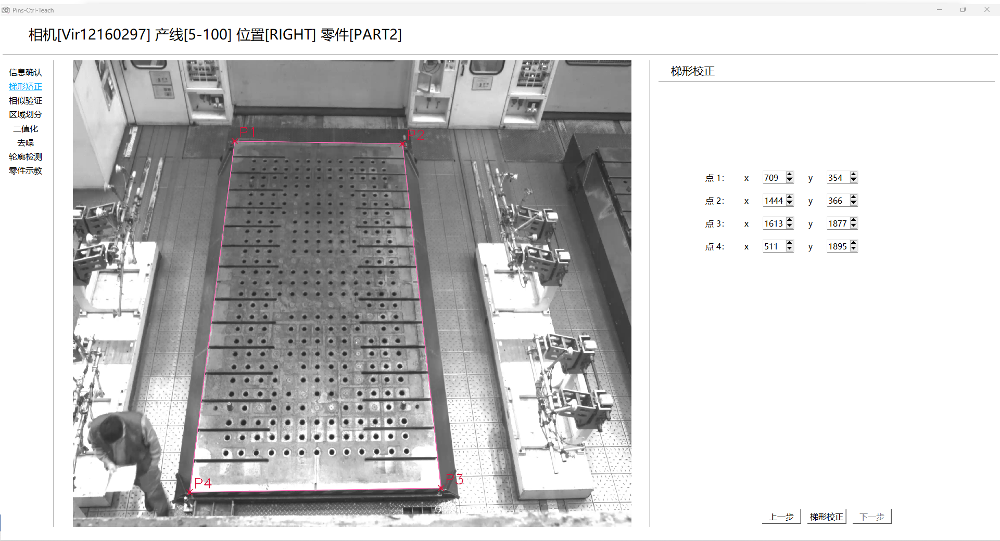 Pins-Ctrl-Teach
相机[Vir12160297] 产线[5-100] 位置[RIGHT] 零件[PART2]
信息确认
梯形矫正
相似验证
区域划分
二值化
去噪
轮廓检测
零件示教
P1
P2
P4
P3
梯形校正
点 1： x 709 y 354
点 2： x 1444 y 366
点 3： x 1613 y 1877
点 4： x 511 y 1895
上一步 梯形校正 下一步